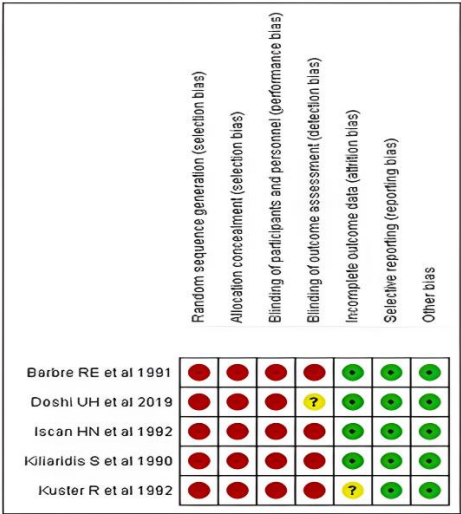 Random sequence generation (selection bias)
Allocation concealment (selection bias)
Blinding of participants and personnel (performance bias)
Blinding of outcome assessment (detection bias)
Incomplete outcome data (attrition bias)
Selective reporting (reporting bias)
Other bias
Barbre RE et al 1991
Doshi UH et al 2019
?
Iscan HN et al 1992
Kiliaridis S et al 1990
Kuster R et al 1992
?